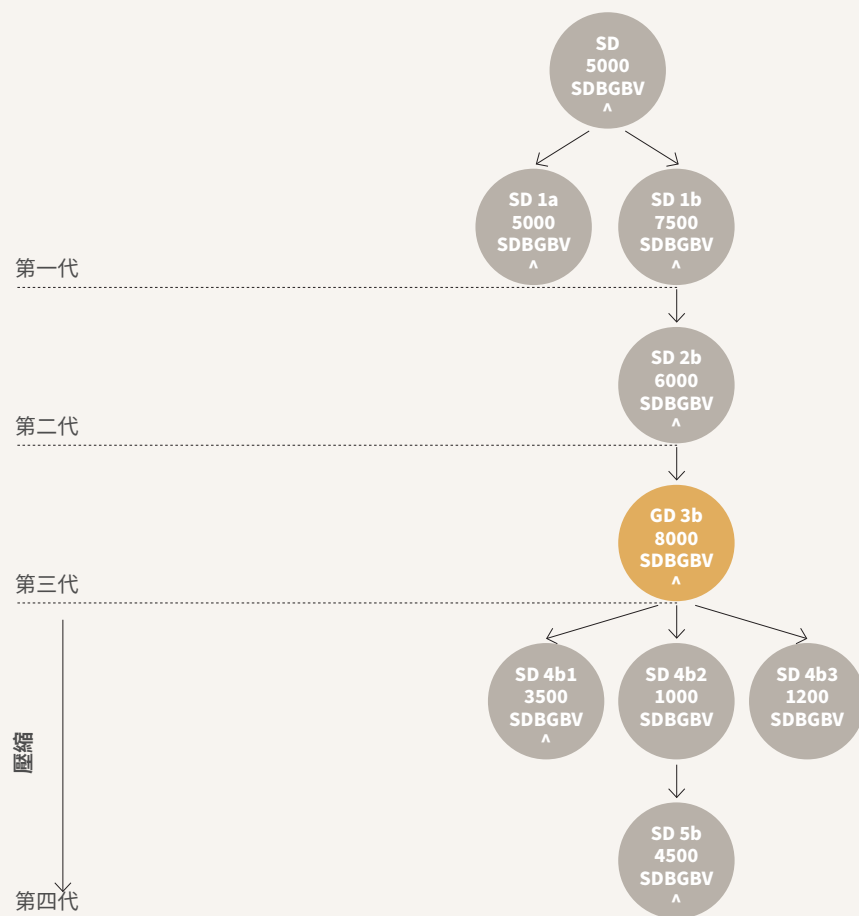 SD
5000
SDBGBV
^
SD 1a
5000
SDBGBV
^
SD 1b
7500
SDBGBV
^
第一代
SD 2b
6000
SDBGBV
^
第二代
GD 3b
8000
SDBGBV
^
第三代
SD 4b1
3500
SDBGBV
^
SD 4b2
1000
SDBGBV
SD 4b3
1200
SDBGBV
壓縮
SD 5b
4500
SDBGBV
^
第四代